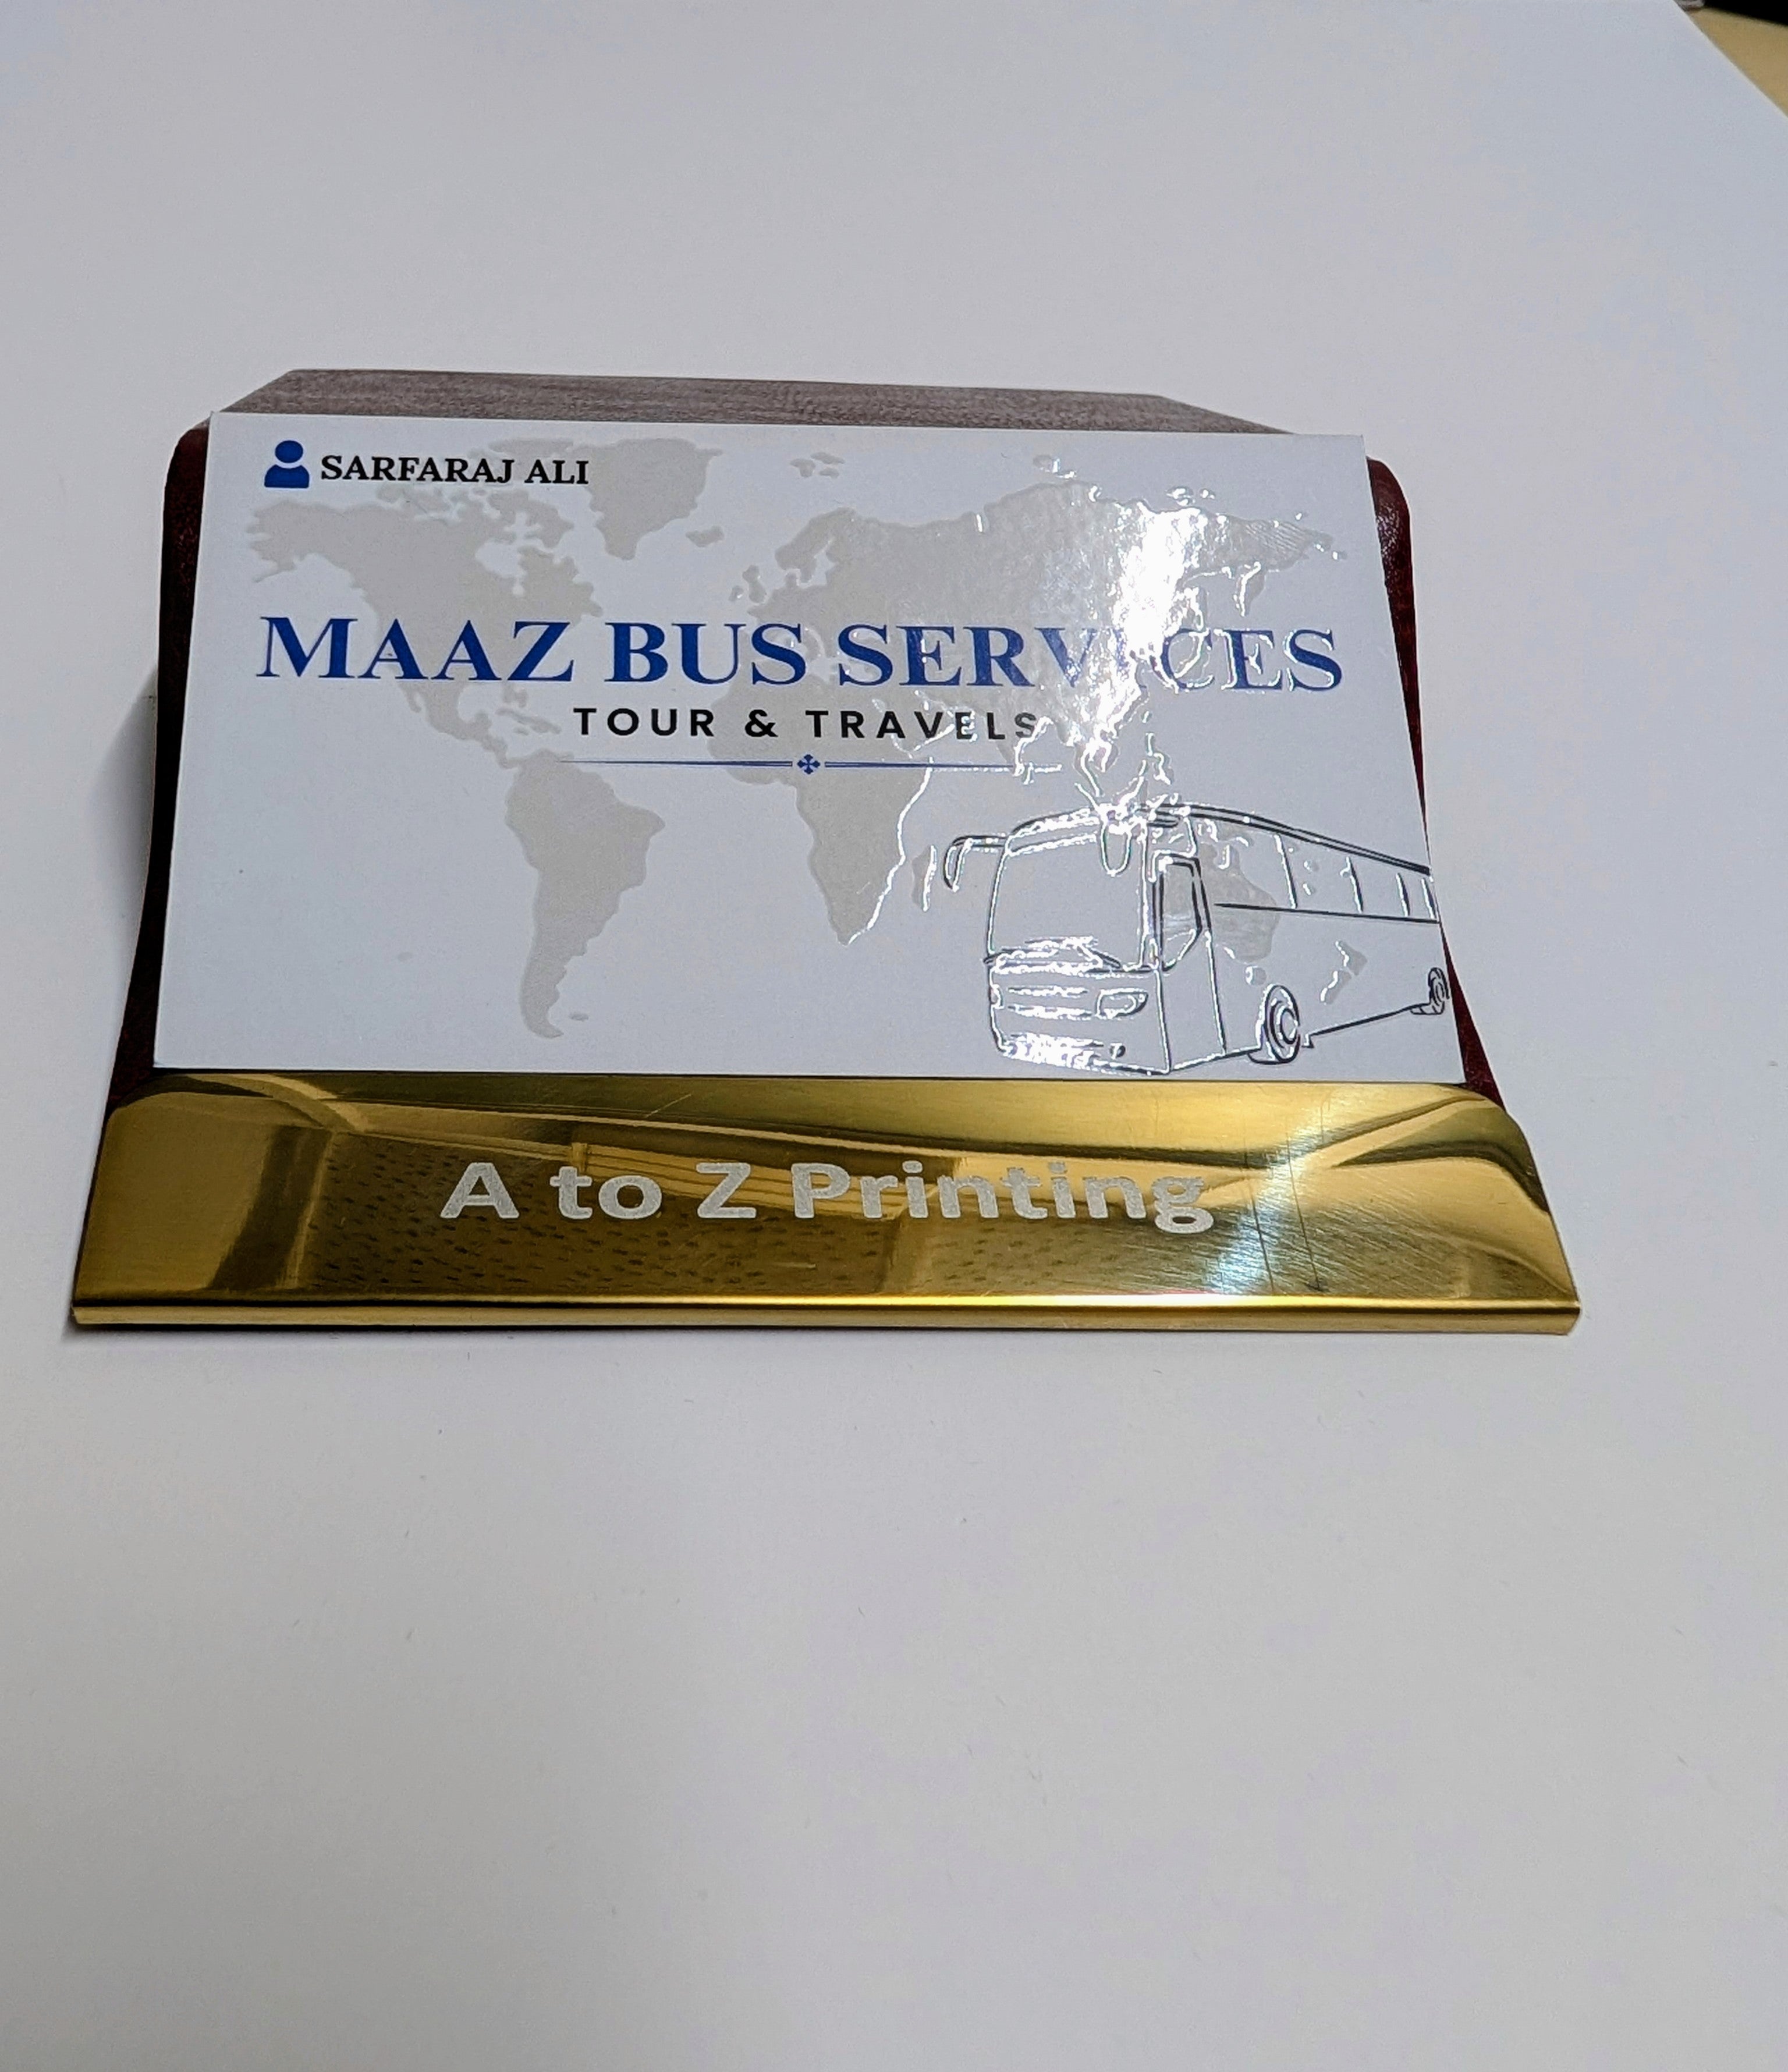 SARFARAJ ALI
MAAZ BUS SERVICES
TOUR & TRAVELS
A to Z Printing